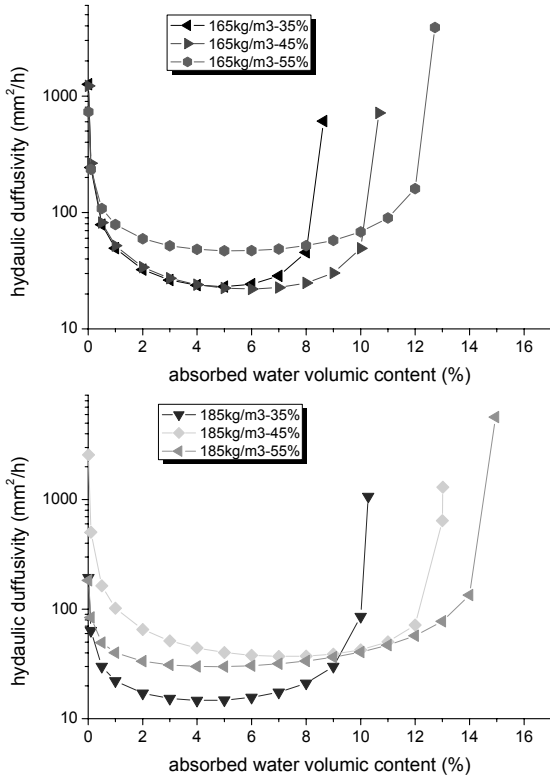 165kg/m3-35%
165kg/m3-45%
165kg/m3-55%
hydaulic duffusivity (mm²/h)
1000
100
10
0 2 4 6 8 10 12 14 16
absorbed water volumic content (%)
185kg/m3-35%
185kg/m3-45%
185kg/m3-55%
hydaulic duffusivity (mm²/h)
1000
100
10
0 2 4 6 8 10 12 14 16
absorbed water volumic content (%)